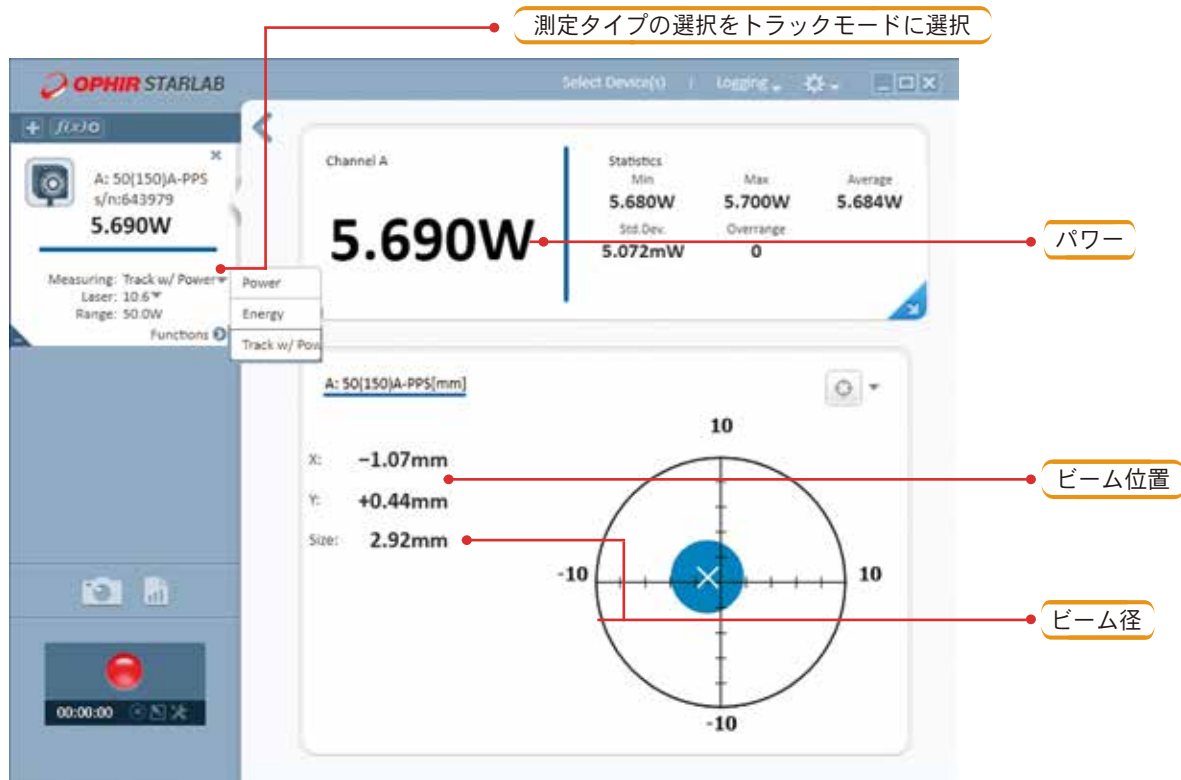 測定タイプの選択をトラックモードに選択
OPHIR STARLAB
Select Device(s)
Logging
f(x)
A: 50(150)A-PPS
s/n:643979
5.690W
Measuring: Track w/ Power
Laser: 10.6
Range: 50.0W
Functions
Power
Energy
Track w/ Pow
Channel A
5.690W
Statistics
Min
Max
Average
5.680W
5.700W
5.684W
Std.Dev.
Overrange
5.072mW
0
パワー
A: 50(150)A-PPS[mm]
X: −1.07mm
Y: +0.44mm
Size: 2.92mm
10
-10
10
-10
ビーム位置
ビーム径
00:00:00